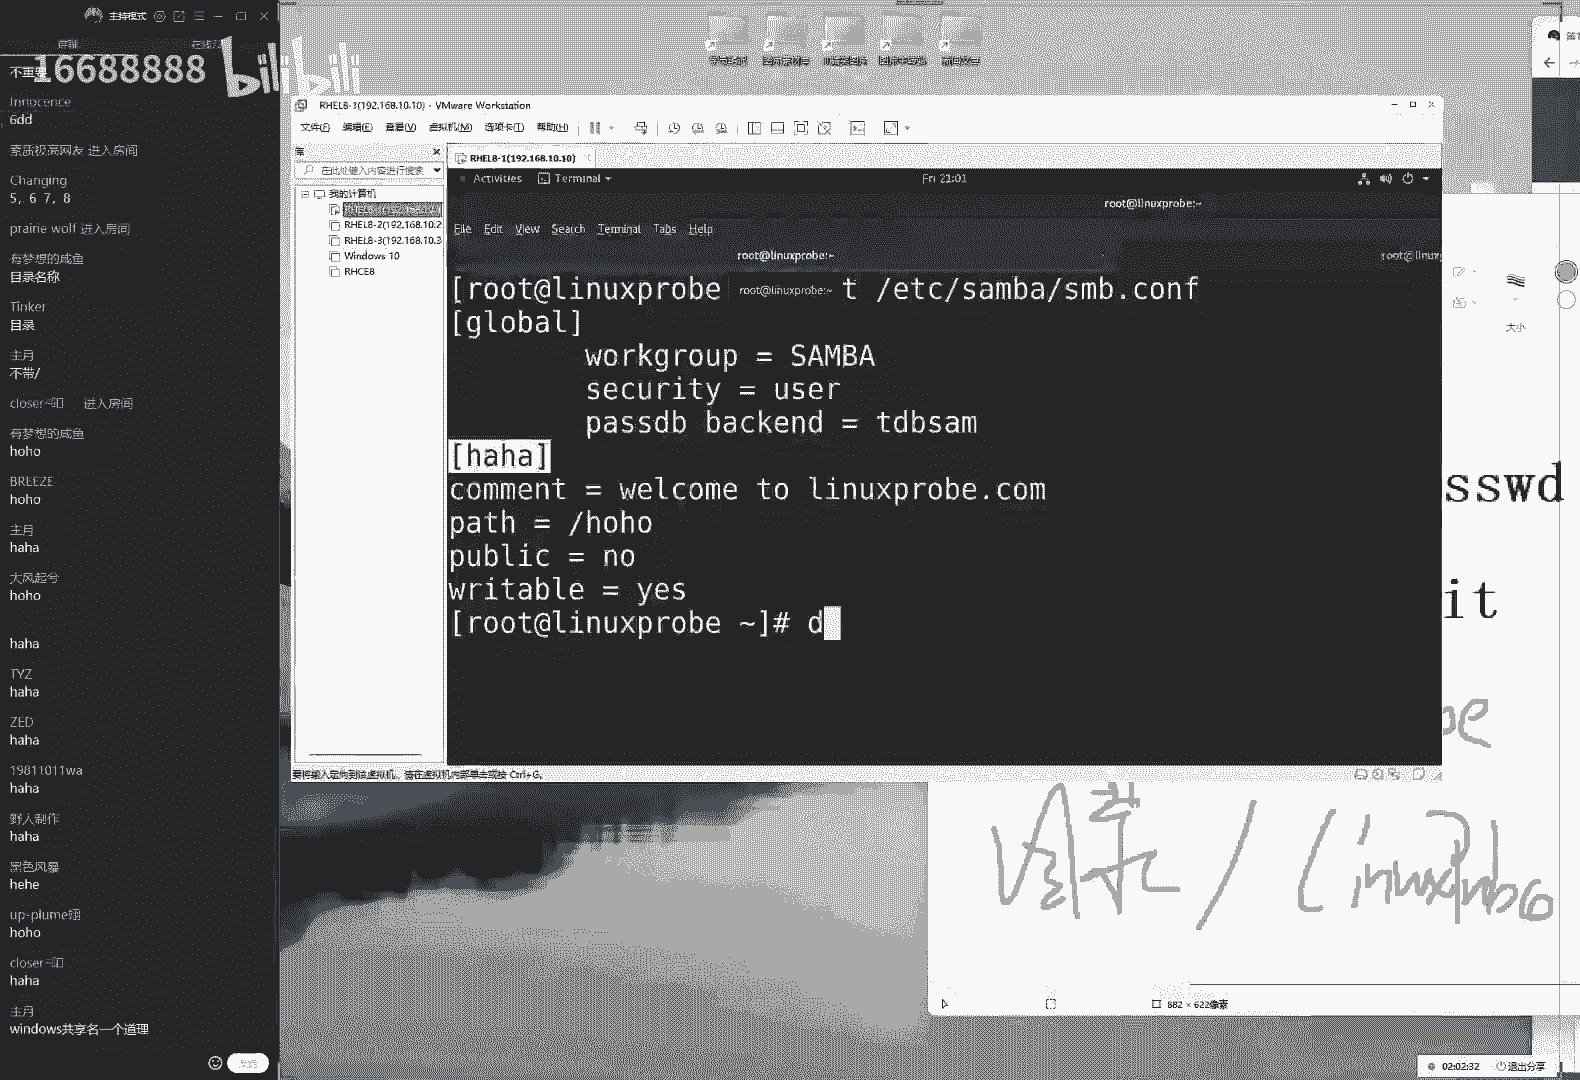 主持模式
16688888
bilibili
不重要
Innocence
6dd
素质极高网友 进入房间
Changing
5, 6 7, 8
prairie wolf 进入房间
有梦想的咸鱼
目录名称
Tinker
目录
主月
不带/
closer 进入房间
有梦想的咸鱼
hoho
BREEZE
hoho
主月
haha
大风起兮
hoho
haha
TYZ
haha
ZED
haha
19811011wa
haha
野人制作
haha
黑色风暴
hehe
up-plume翊
hoho
closer
haha
主月
windows共享名一个道理
RHEL8-1(192.168.10.10) - VMware Workstation
文件(F) 编辑(E) 查看(V) 虚拟机(M) 选项卡(T) 帮助(H)
库
在此处键入内容进行搜索
我的计算机
RHEL8-2(192.168.10.2
RHEL8-3(192.168.10.3
Windows 10
RHCE8
RHEL8-1(192.168.10.10)
Activities Terminal Fri 21:01
root@linuxprobe:~
File Edit View Search Terminal Tabs Help
root@linuxprobe:~ root@linux
[root@linuxprobe root@linuxprobe:~ t /etc/samba/smb.conf
[global]
workgroup = SAMBA
security = user
passdb backend = tdbsam
[haha]
comment = welcome to linuxprobe.com
path = /hoho
public = no
writable = yes
[root@linuxprobe ~]# d
要将输入定向到该虚拟机，请在虚拟机内部单击或按 Ctrl+G。
大小
sswd
it
be
/ linuxprobe
882 × 622像素
02:02:32 退出分享